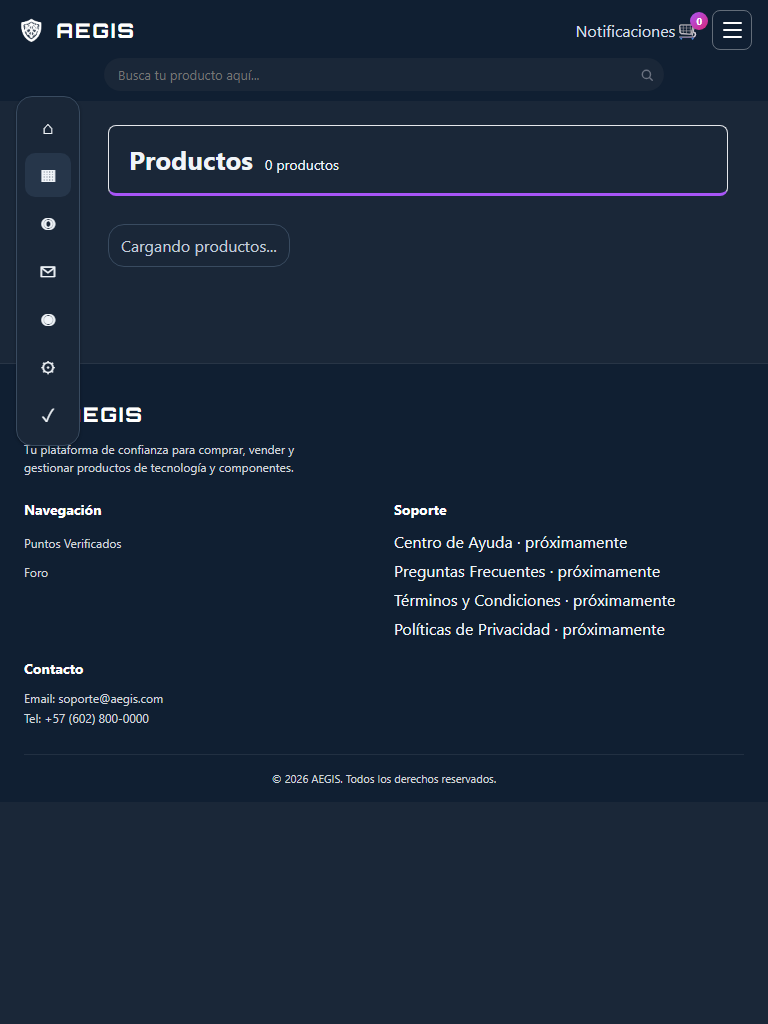 AEGIS
Notificaciones
0
Busca tu producto aquí...
Productos 0 productos
Cargando productos...
EGIS
Tu plataforma de confianza para comprar, vender y
gestionar productos de tecnología y componentes.
Navegación
Puntos Verificados
Foro
Soporte
Centro de Ayuda · próximamente
Preguntas Frecuentes · próximamente
Términos y Condiciones · próximamente
Políticas de Privacidad · próximamente
Contacto
Email: soporte@aegis.com
Tel: +57 (602) 800-0000
© 2026 AEGIS. Todos los derechos reservados.